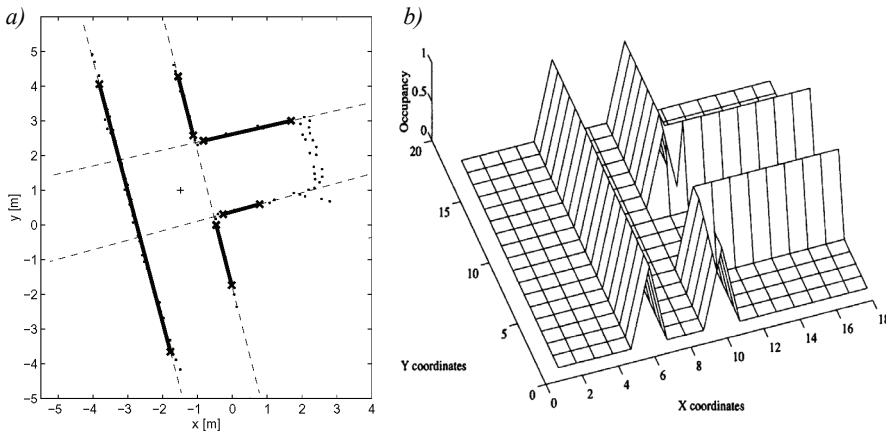 a)
5
4
3
2
1
0
-1
-2
-3
-4
-5
y [m]
-5 -4 -3 -2 -1 0 1 2 3 4
x [m]
b)
1
0.5
0
Occupancy
20
15
10
5
0
Y coordinates
0 2 4 6 8 10 12 14 16 18
X coordinates